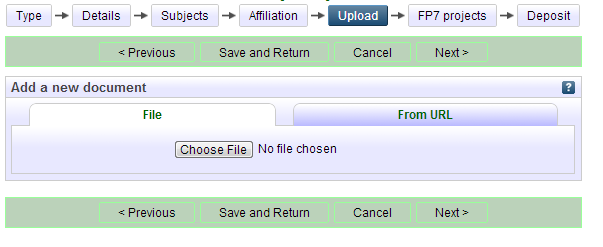 Type Details Subjects Affiliation Upload FP7 projects Deposit
< Previous Save and Return Cancel Next >
Add a new document ?
File From URL
Choose File No file chosen
< Previous Save and Return Cancel Next >